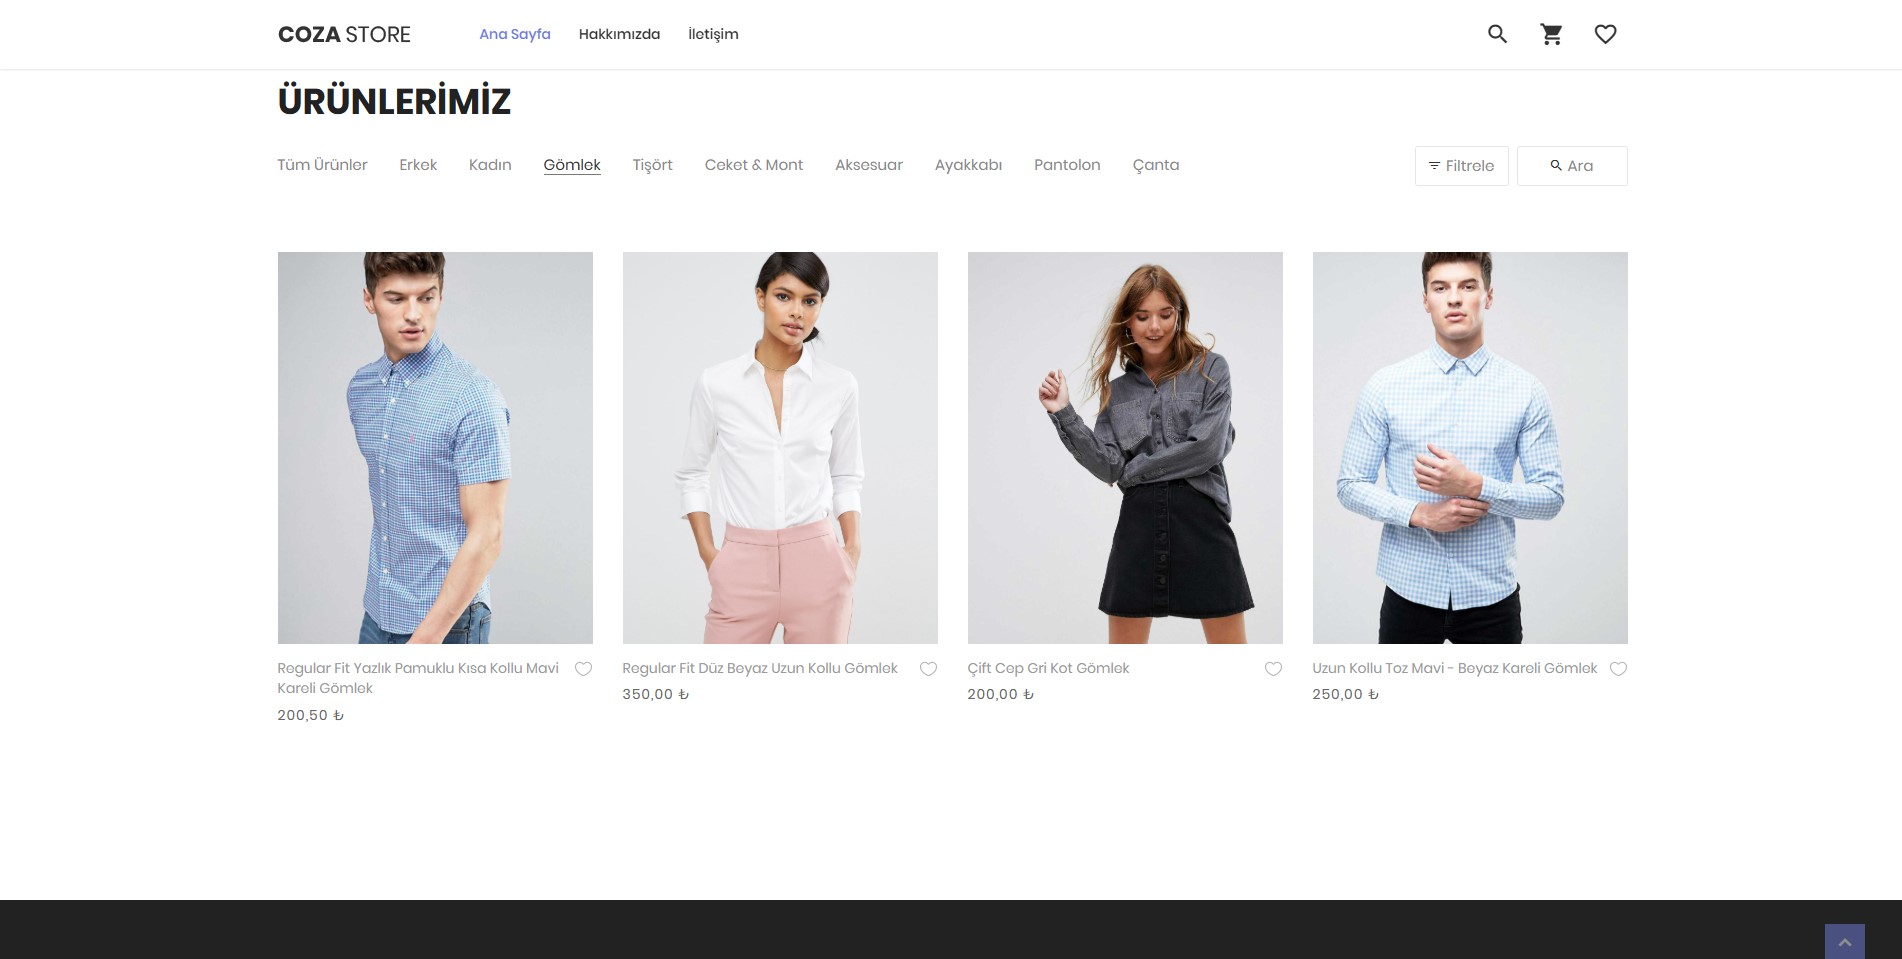 COZA STORE Ana Sayfa Hakkımızda İletişim
ÜRÜNLERİMİZ
Tüm Ürünler Erkek Kadın Gömlek Tişört Ceket & Mont Aksesuar Ayakkabı Pantolon Çanta Filtrele Ara
Regular Fit Yazlık Pamuklu Kısa Kollu Mavi
Kareli Gömlek
200,50 ₺
Regular Fit Düz Beyaz Uzun Kollu Gömlek
350,00 ₺
Çift Cep Gri Kot Gömlek
200,00 ₺
Uzun Kollu Toz Mavi - Beyaz Kareli Gömlek
250,00 ₺